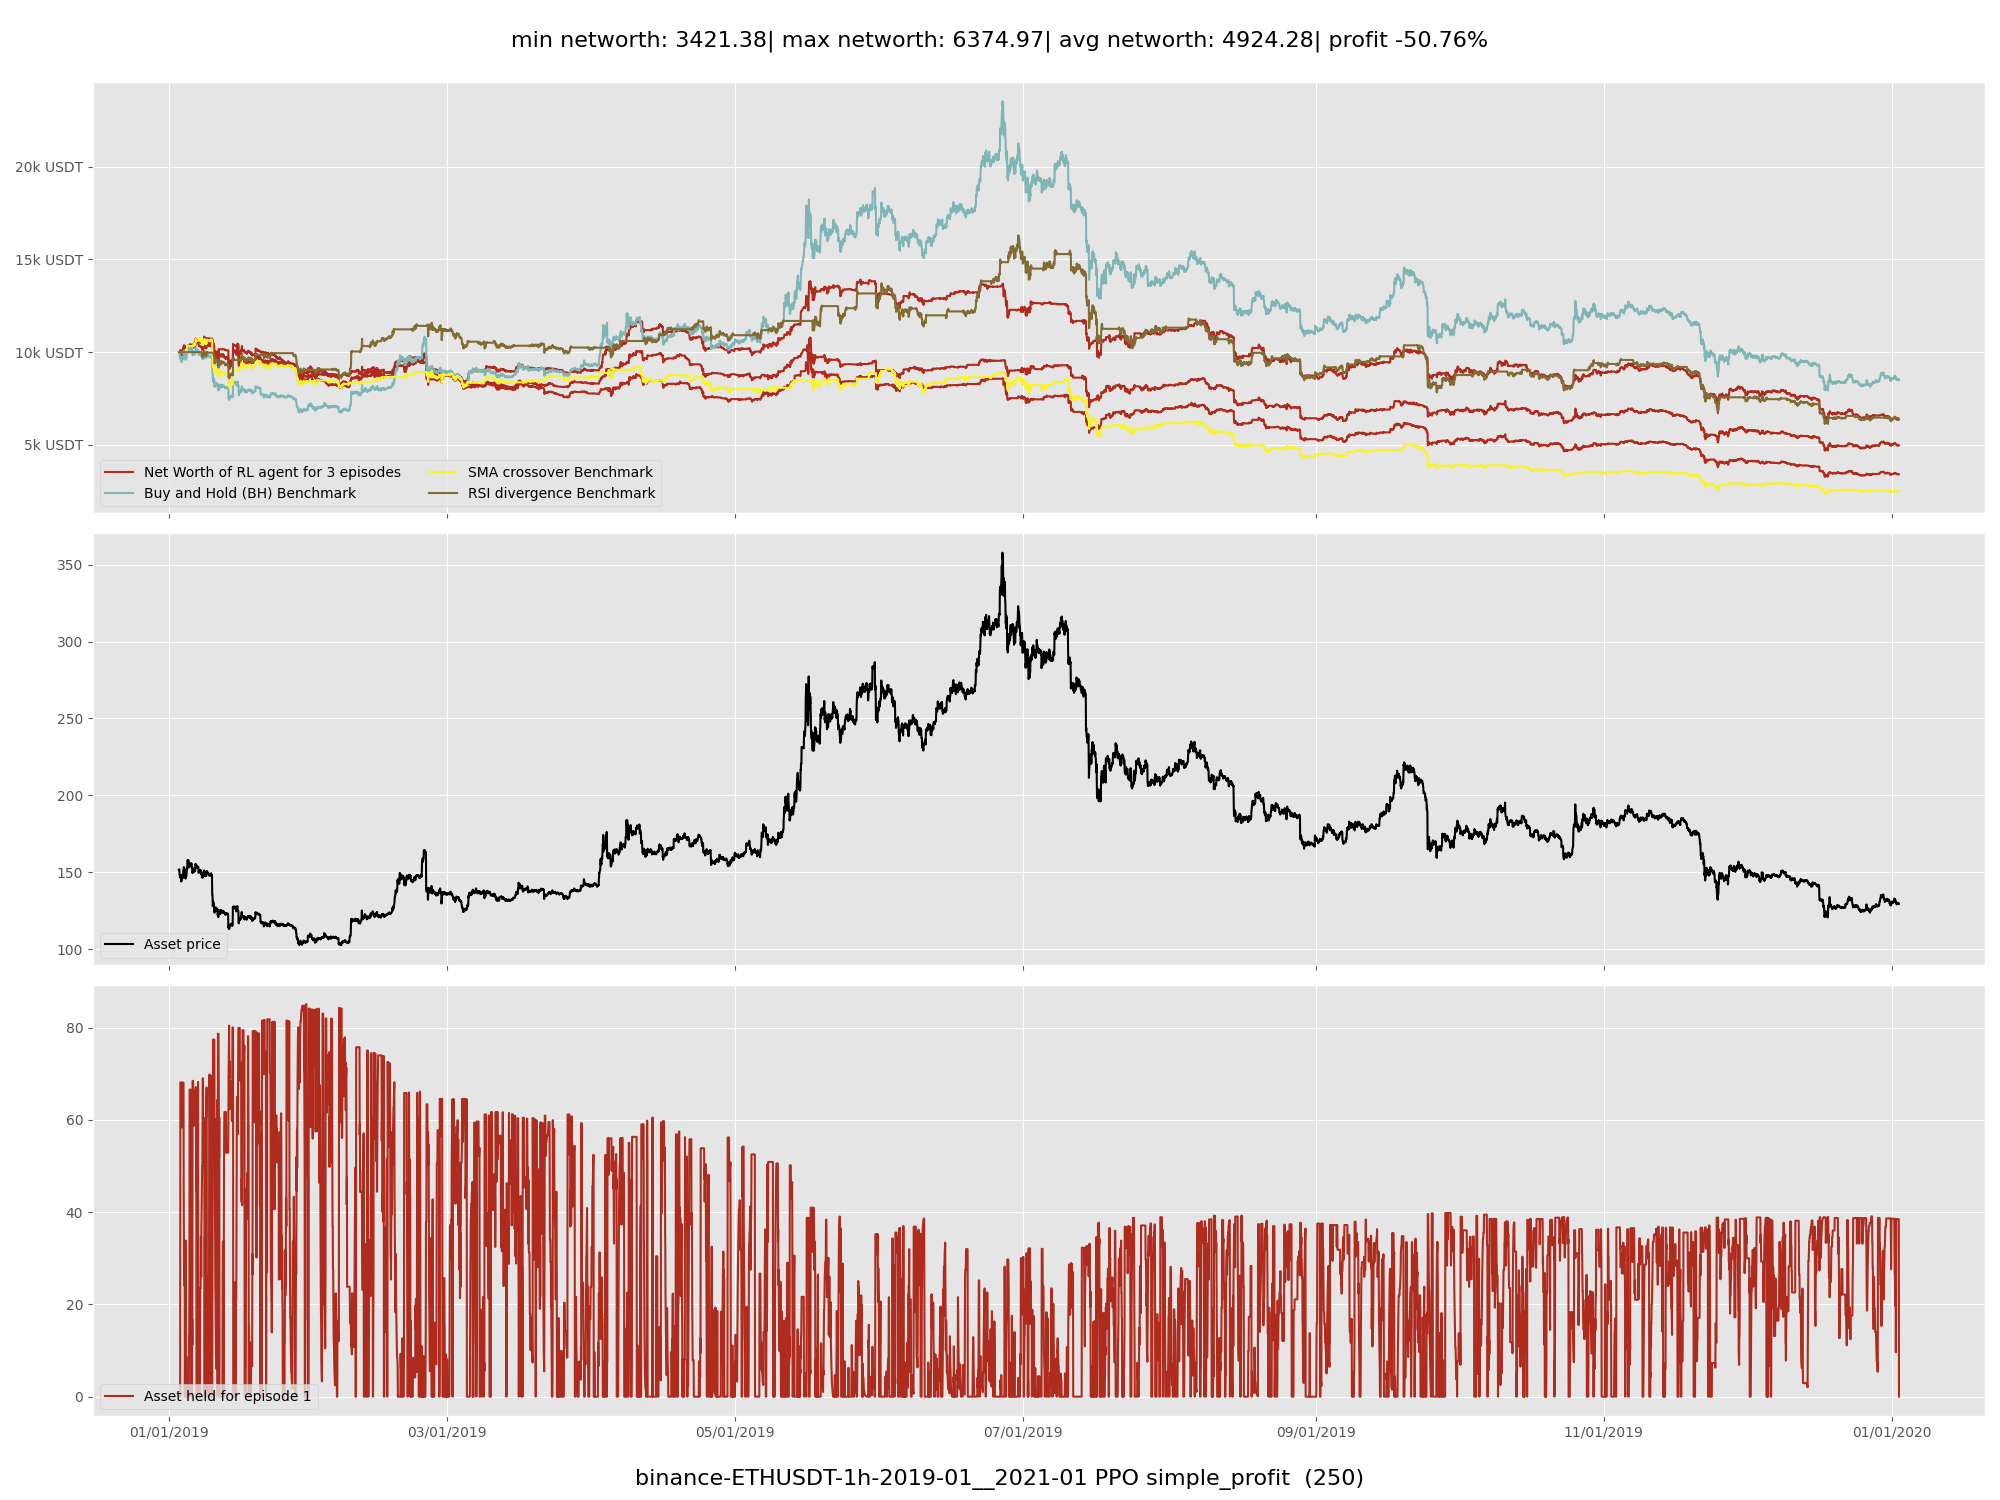 min networth: 3421.38| max networth: 6374.97| avg networth: 4924.28| profit -50.76%
20k USDT
15k USDT
10k USDT
5k USDT
Net Worth of RL agent for 3 episodes
Buy and Hold (BH) Benchmark
SMA crossover Benchmark
RSI divergence Benchmark
350
300
250
200
150
100
Asset price
80
60
40
20
0
Asset held for episode 1
01/01/2019 03/01/2019 05/01/2019 07/01/2019 09/01/2019 11/01/2019 01/01/2020
binance-ETHUSDT-1h-2019-01__2021-01 PPO simple_profit (250)